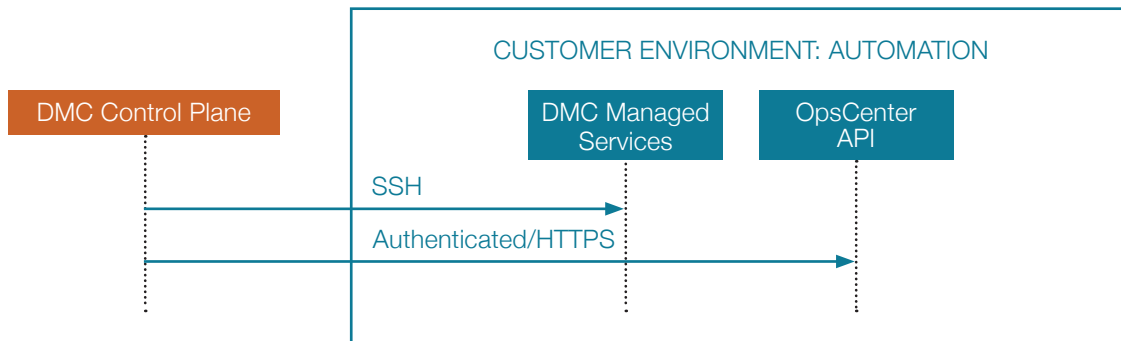 CUSTOMER ENVIRONMENT: AUTOMATION
DMC Control Plane
DMC Managed
Services
OpsCenter
API
SSH
Authenticated/HTTPS